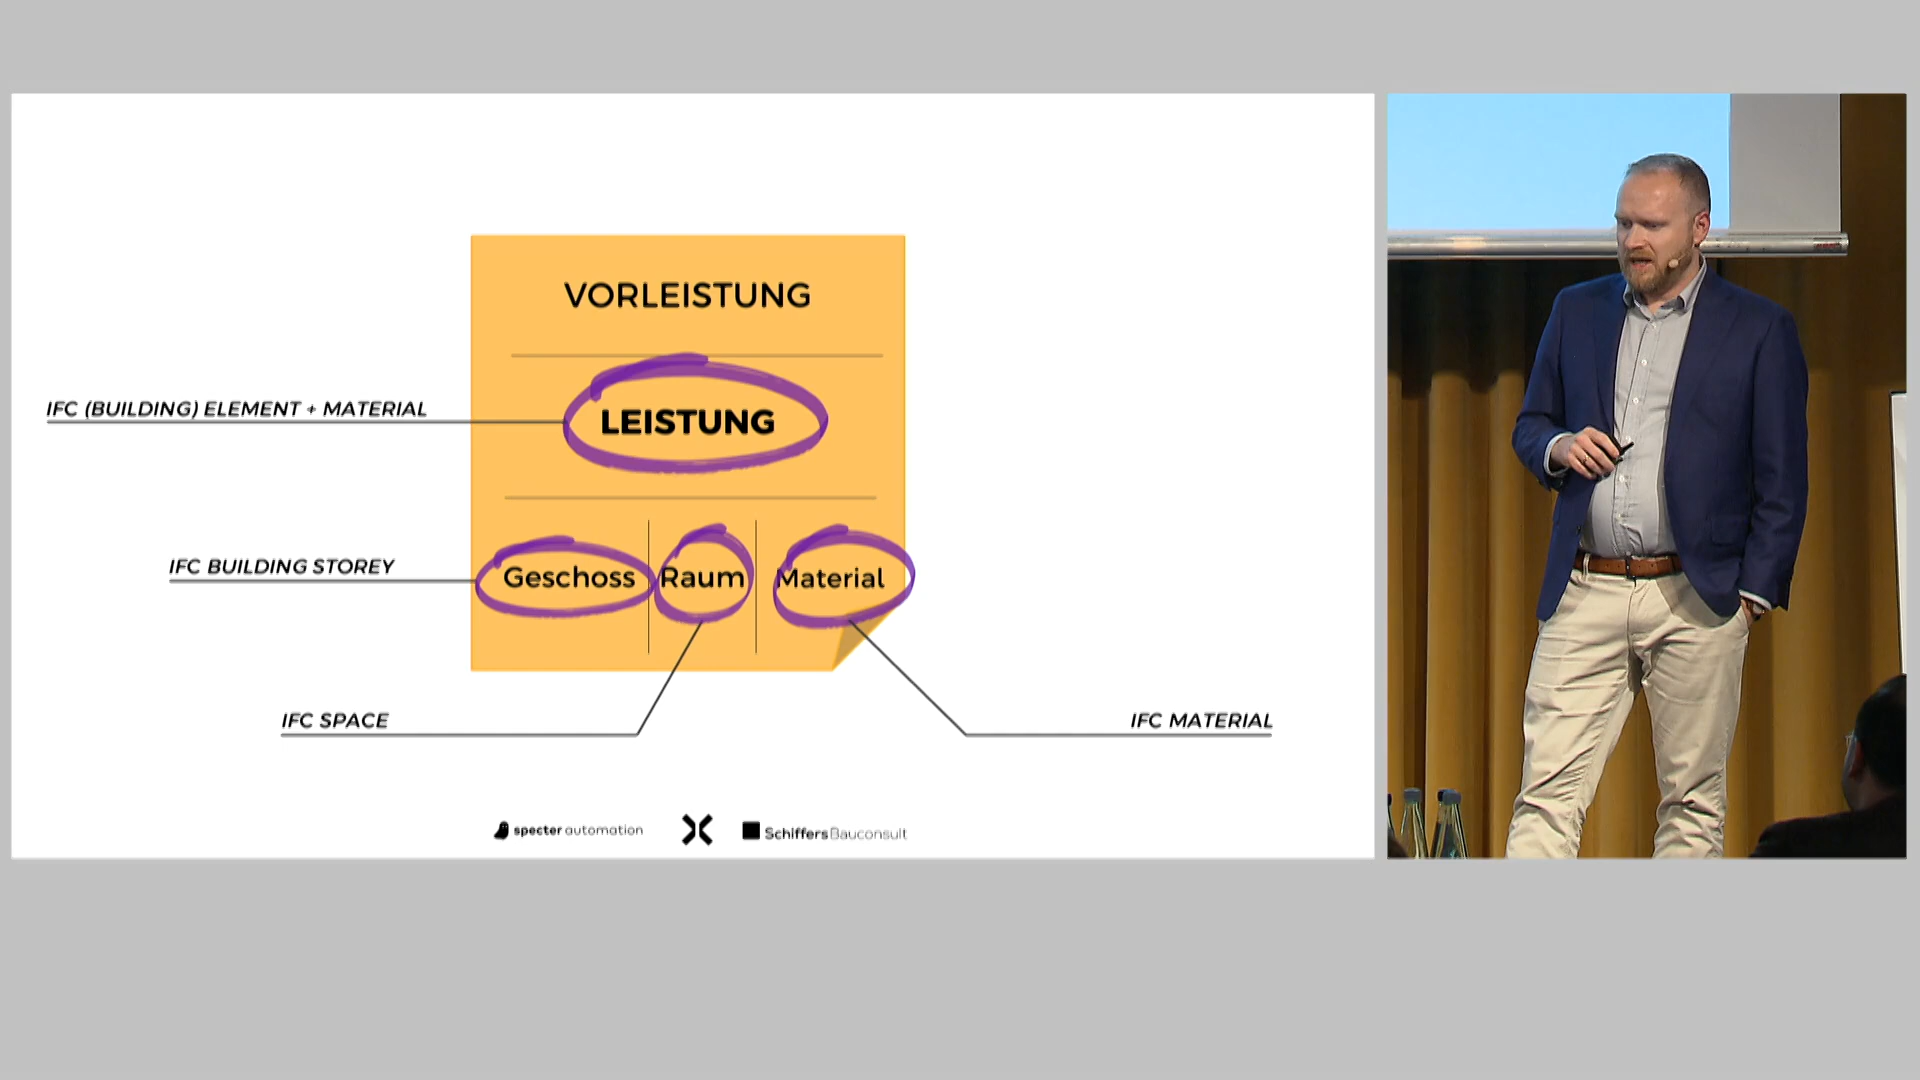 VORLEISTUNG
IFC (BUILDING) ELEMENT + MATERIAL
LEISTUNG
IFC BUILDING STOREY
Geschoss
Raum
Material
IFC SPACE
IFC MATERIAL
specter automation
Schiffers Bauconsult